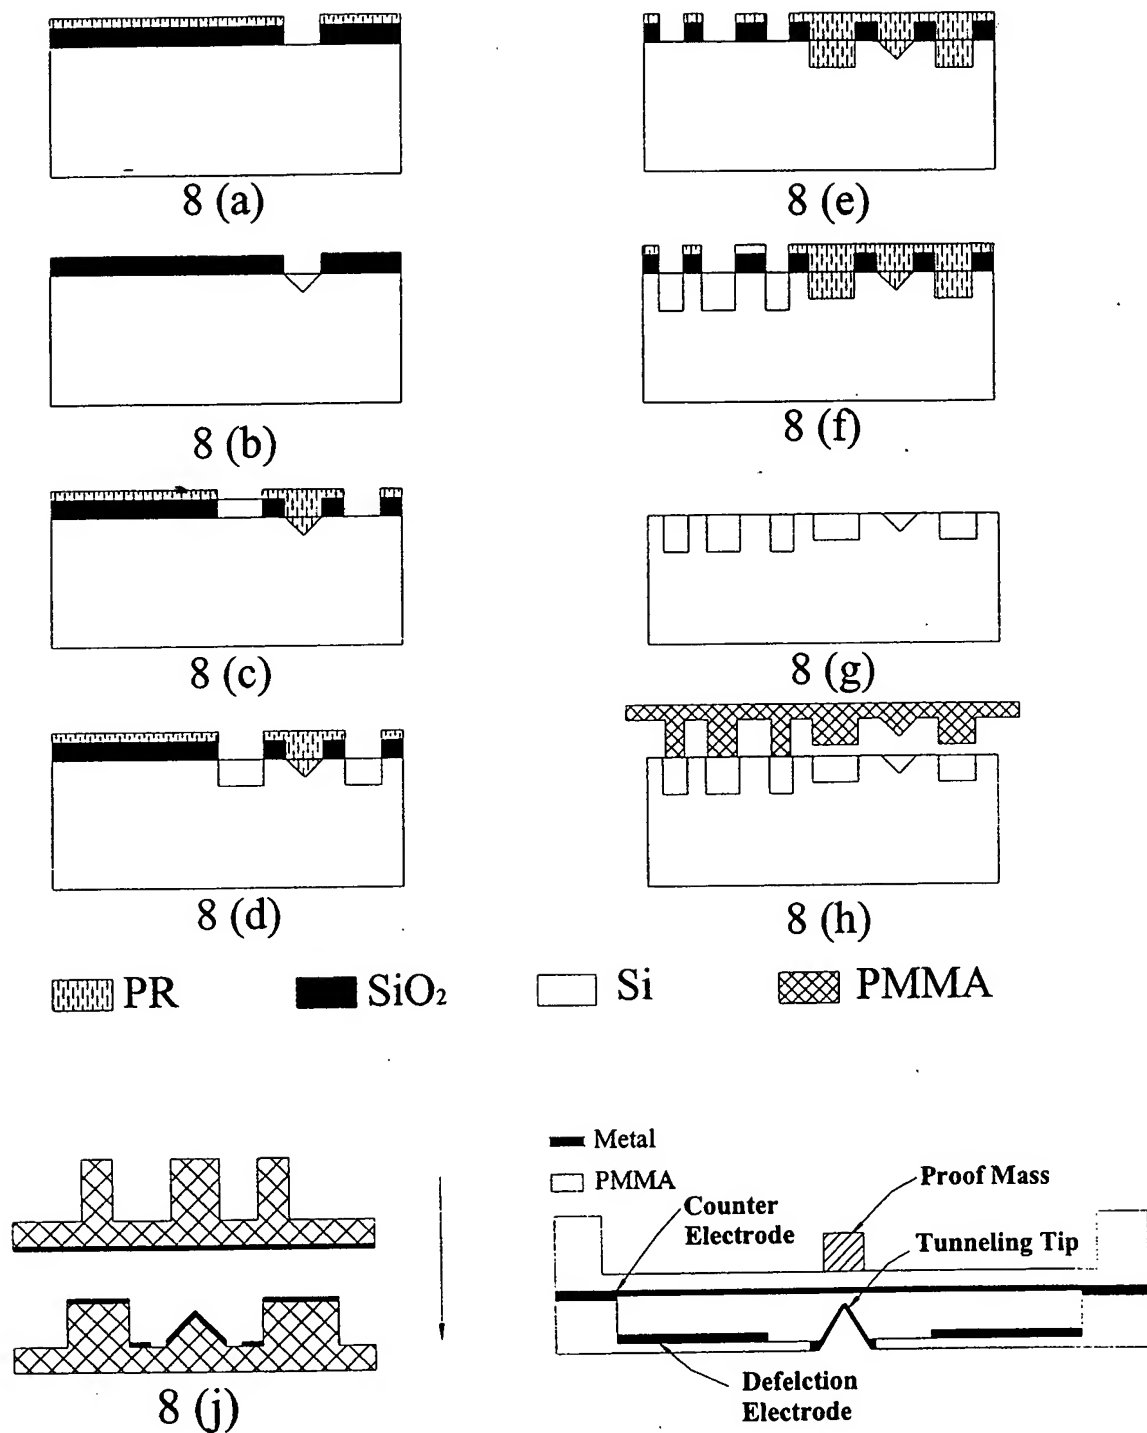 8 (a)
8 (b)
8 (c)
8 (d)
8 (e)
8 (f)
8 (g)
8 (h)
PR
SiO₂
Si
PMMA
8 (j)
Metal
PMMA
Counter
Electrode
Proof Mass
Tunneling Tip
Defelction
Electrode